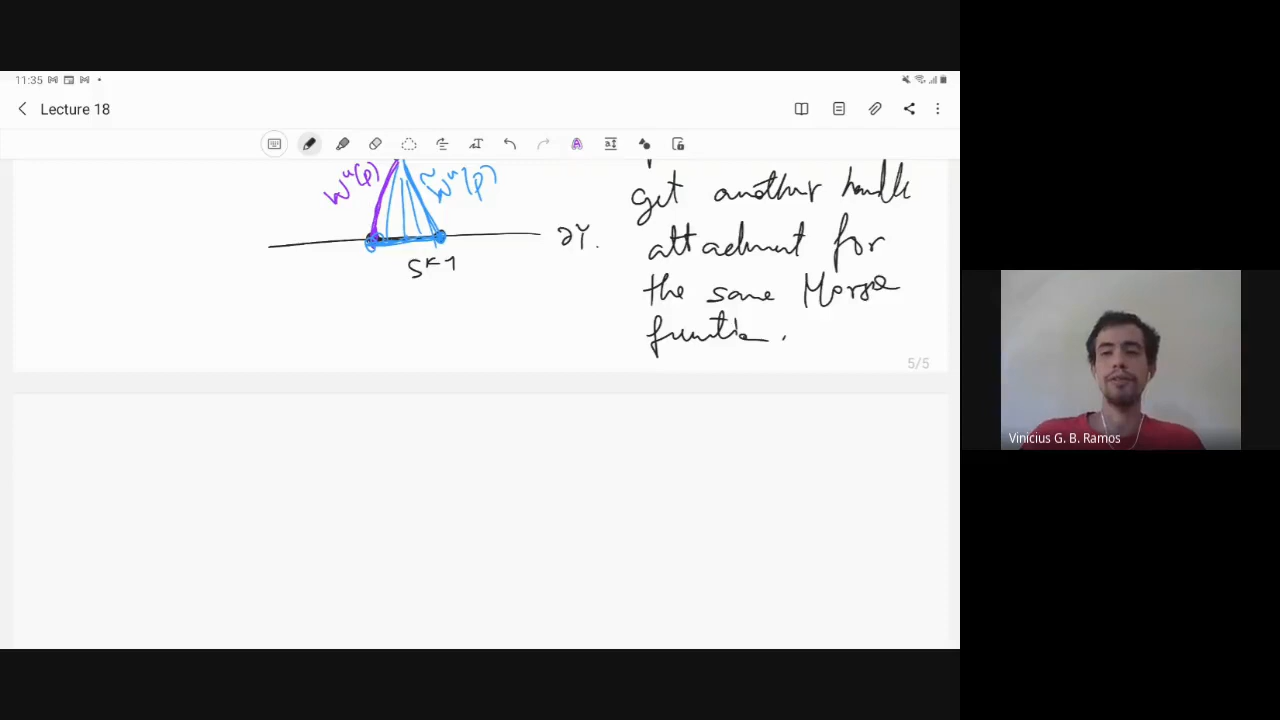 11:35
Lecture 18
W^u(p)
W̃^u(p)
∂Y.
S^{k-1}
get another handle
attachment for
the same Morse
function.
5/5
Vinicius G. B. Ramos